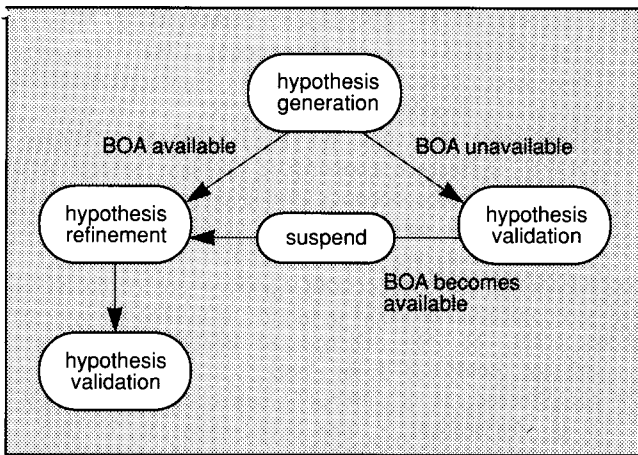 hypothesis
generation
BOA available
BOA unavailable
hypothesis
refinement
suspend
hypothesis
validation
BOA becomes
available
hypothesis
validation